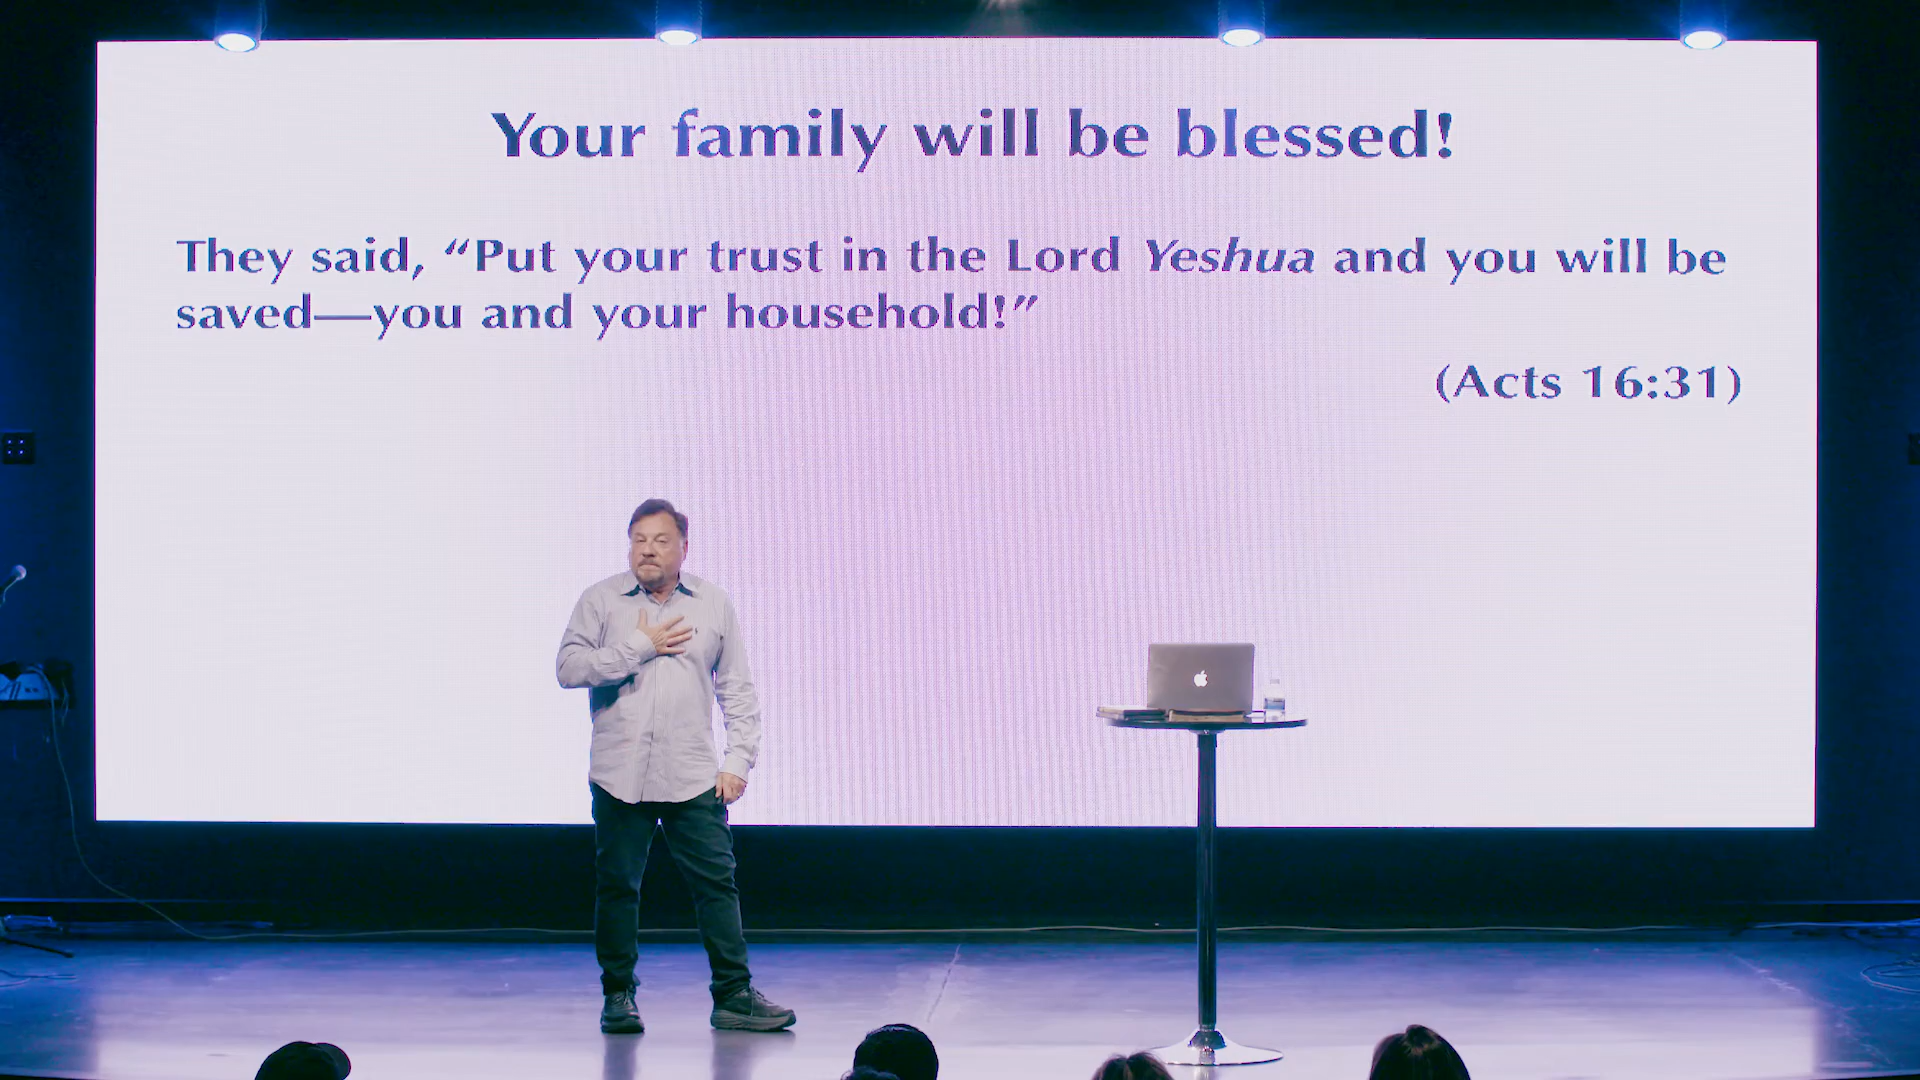 Your family will be blessed!
They said, “Put your trust in the Lord Yeshua and you will be
saved—you and your household!”
(Acts 16:31)